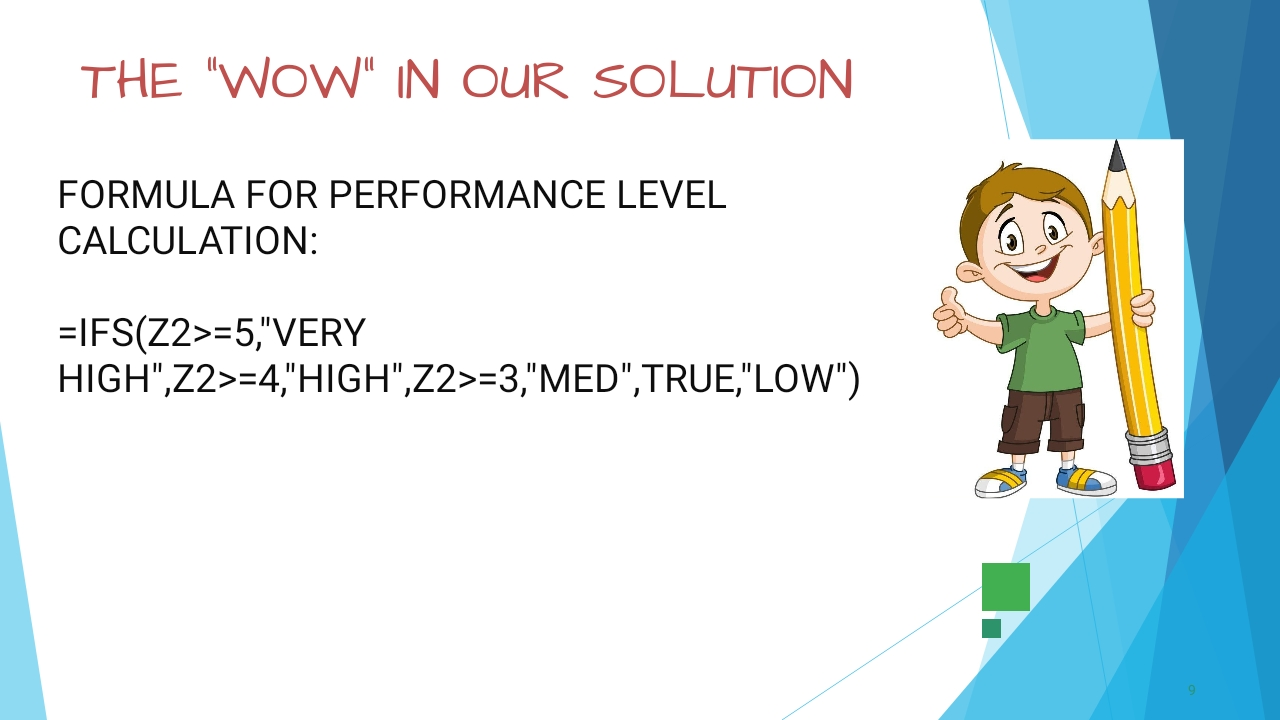 THE "WOW" IN OUR SOLUTION
FORMULA FOR PERFORMANCE LEVEL
CALCULATION:
=IFS(Z2>=5,"VERY
HIGH",Z2>=4,"HIGH",Z2>=3,"MED",TRUE,"LOW")
9